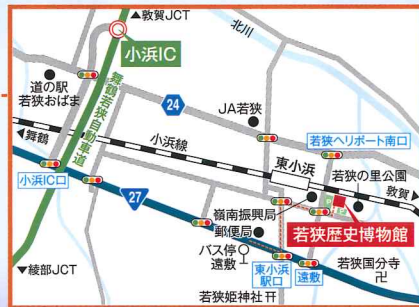 ▲敦賀JCT
小浜IC
北川
道の駅
若狭おばま
舞鶴若狭自動車道
24
JA若狭
若狭ヘリポート南口
◀舞鶴
小浜線
東小浜
若狭の里公園
敦賀▶
小浜IC口
27
嶺南振興局
郵便局
若狭歴史博物館
バス停
遠敷
東小浜
駅口
遠敷
若狭国分寺
卍
▼綾部JCT
若狭姫神社